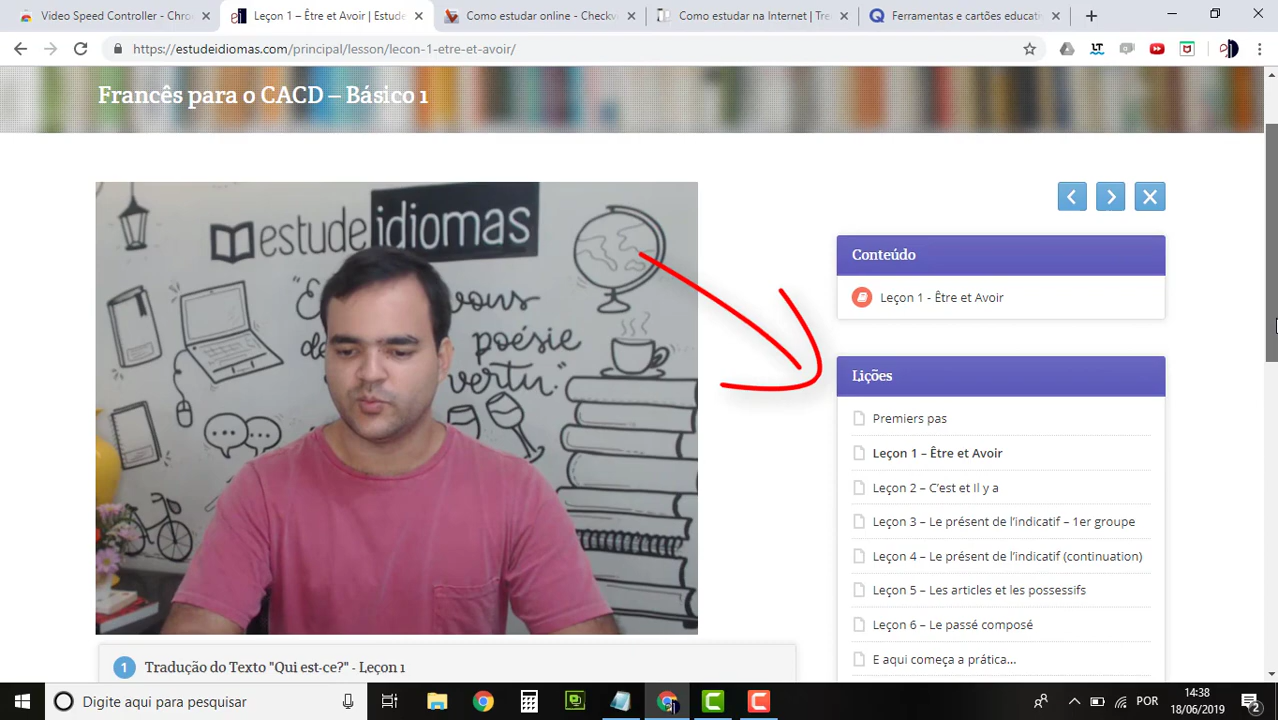 Video Speed Controller - Chro
Leçon 1 – Être et Avoir | Estude
Como estudar online - Checkvi
Como estudar na Internet | Tre
Ferramentas e cartões educat
https://estudeidiomas.com/principal/lesson/lecon-1-etre-et-avoir/
Francês para o CACD – Básico 1
estudeidiomas
vous
poésie
vertu."
Conteúdo
Leçon 1 - Être et Avoir
Lições
Premiers pas
Leçon 1 – Être et Avoir
Leçon 2 – C’est et Il y a
Leçon 3 – Le présent de l’indicatif – 1er groupe
Leçon 4 – Le présent de l’indicatif (continuation)
Leçon 5 – Les articles et les possessifs
Leçon 6 – Le passé composé
E aqui começa a prática...
1 Tradução do Texto "Qui est-ce?" - Leçon 1
Digite aqui para pesquisar
POR
14:38
18/06/2019
2